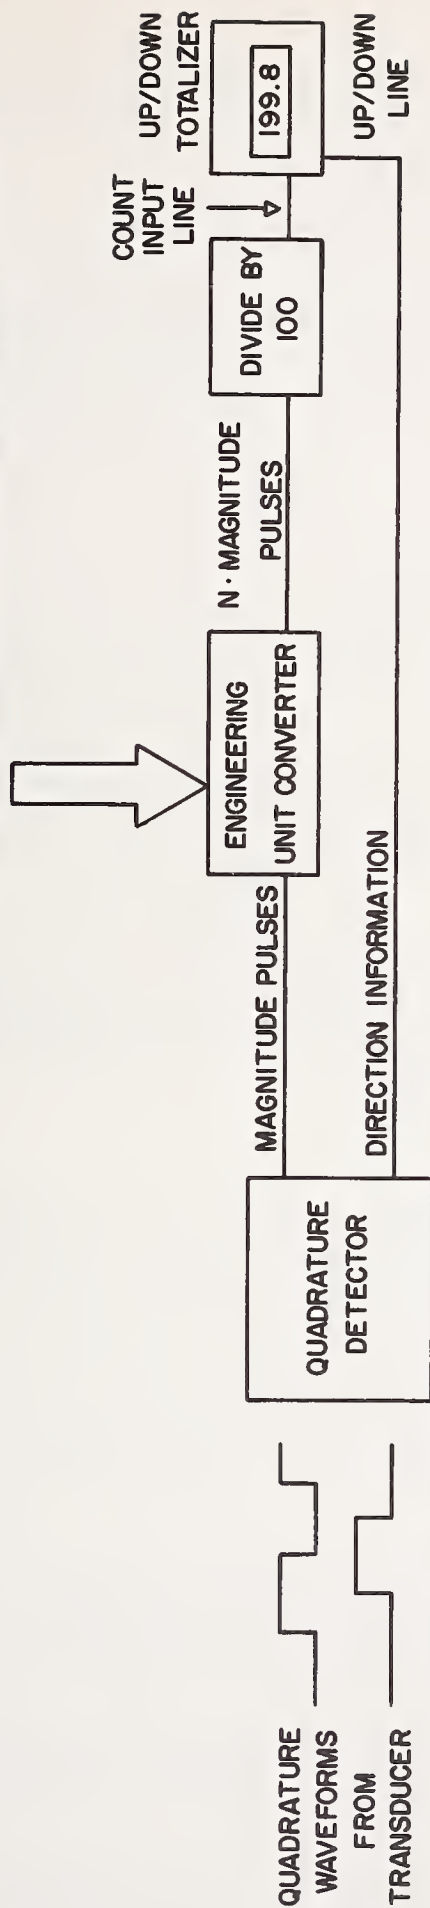 QUADRATURE
WAVEFORMS
FROM
TRANSDUCER
QUADRATURE
DETECTOR
MAGNITUDE PULSES
DIRECTION INFORMATION
ENGINEERING
UNIT CONVERTER
N · MAGNITUDE
PULSES
DIVIDE BY
100
COUNT
INPUT
LINE
UP/DOWN
TOTALIZER
199.8
UP/DOWN
LINE